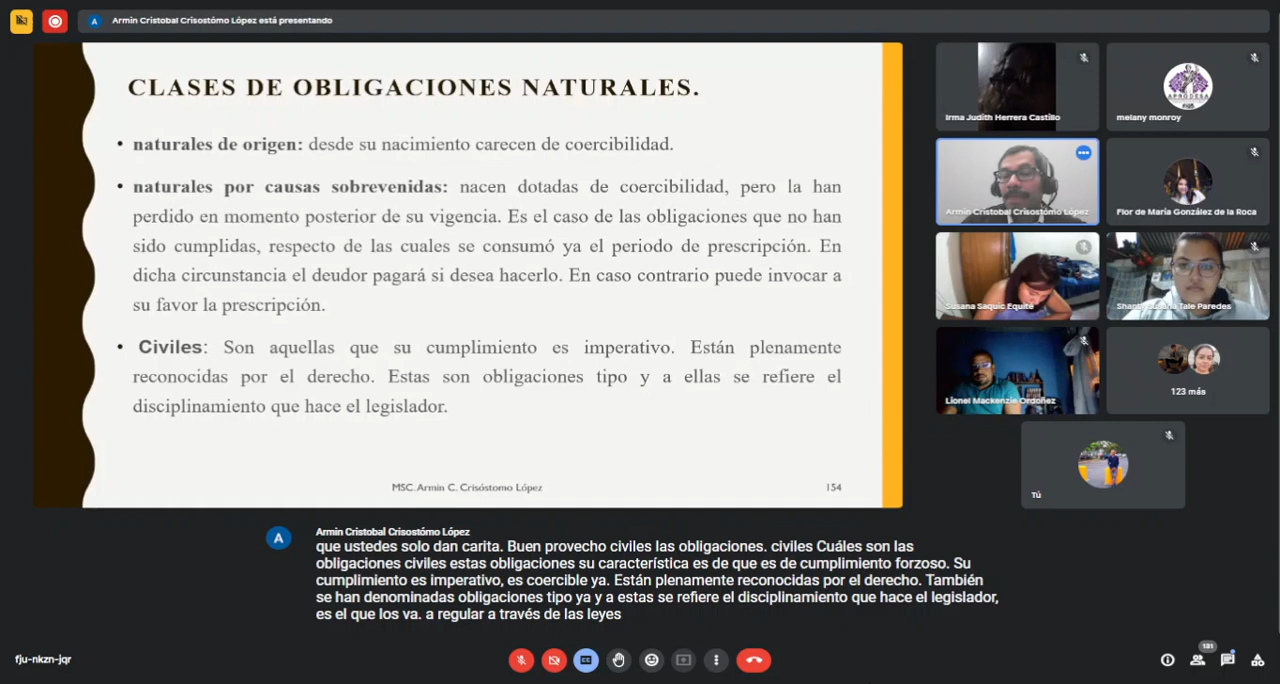 A Armin Cristobal Crisostómo López está presentando
CLASES DE OBLIGACIONES NATURALES.
• naturales de origen: desde su nacimiento carecen de coercibilidad.
• naturales por causas sobrevenidas: nacen dotadas de coercibilidad, pero la han
perdido en momento posterior de su vigencia. Es el caso de las obligaciones que no han
sido cumplidas, respecto de las cuales se consumó ya el periodo de prescripción. En
dicha circunstancia el deudor pagará si desea hacerlo. En caso contrario puede invocar a
su favor la prescripción.
• Civiles: Son aquellas que su cumplimiento es imperativo. Están plenamente
reconocidas por el derecho. Estas son obligaciones tipo y a ellas se refiere el
disciplinamiento que hace el legislador.
MSC. Armin C. Crisóstomo López
154
Irma Judith Herrera Castillo
APRODESA
melany monroy
Armin Cristobal Crisostómo López
Flor de María González de la Roca
Susana Saquic Equité
Tale Paredes
Lionel Mackenzie Ordoñez
123 más
Tú
A
Armin Cristobal Crisostómo López
que ustedes solo dan carita. Buen provecho civiles las obligaciones. civiles Cuáles son las
obligaciones civiles estas obligaciones su característica es de que es de cumplimiento forzoso. Su
cumplimiento es imperativo, es coercible ya. Están plenamente reconocidas por el derecho. También
se han denominadas obligaciones tipo ya y a estas se refiere el disciplinamiento que hace el legislador,
es el que los va. a regular a través de las leyes
fju-nkzn-jqr
CC
131